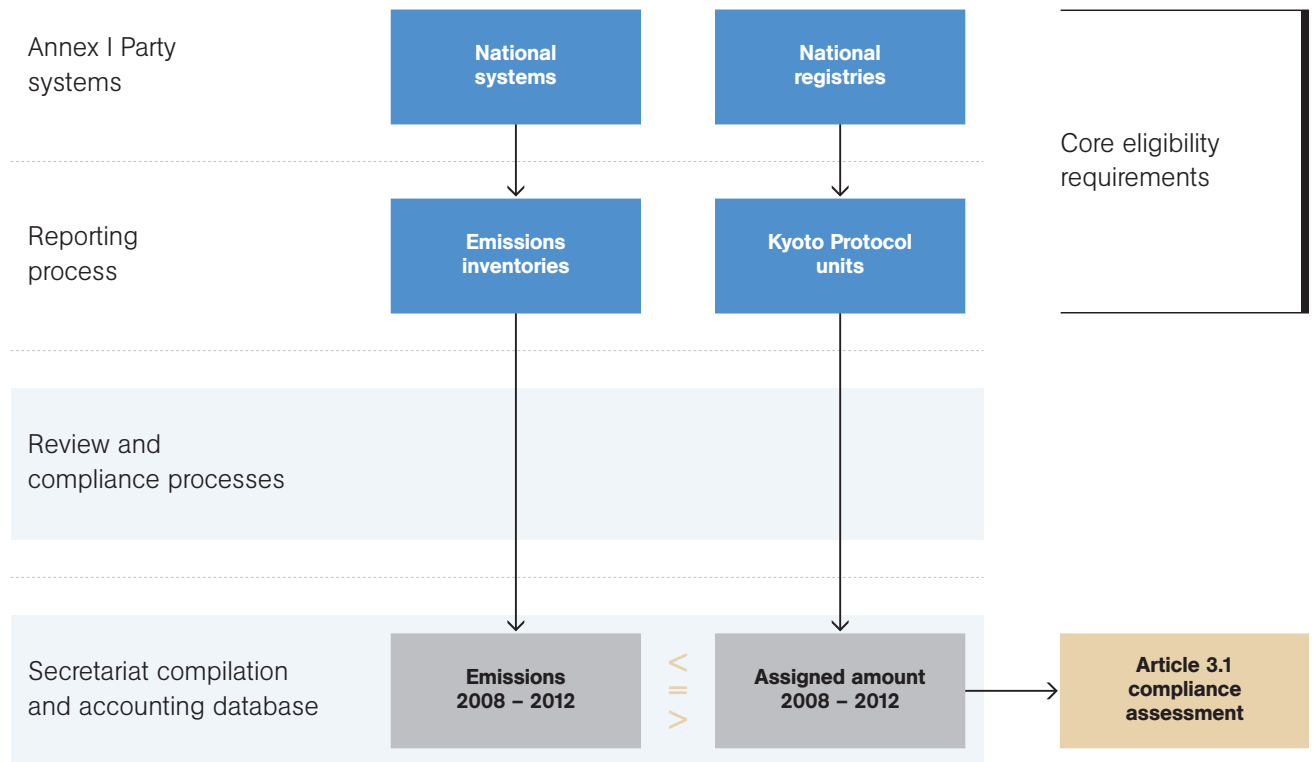 Annex I Party
systems
National
systems
National
registries
Core eligibility
requirements
Reporting
process
Emissions
inventories
Kyoto Protocol
units
Review and
compliance processes
Secretariat compilation
and accounting database
Emissions
2008 – 2012
<
=
>
Assigned amount
2008 – 2012
Article 3.1
compliance
assessment